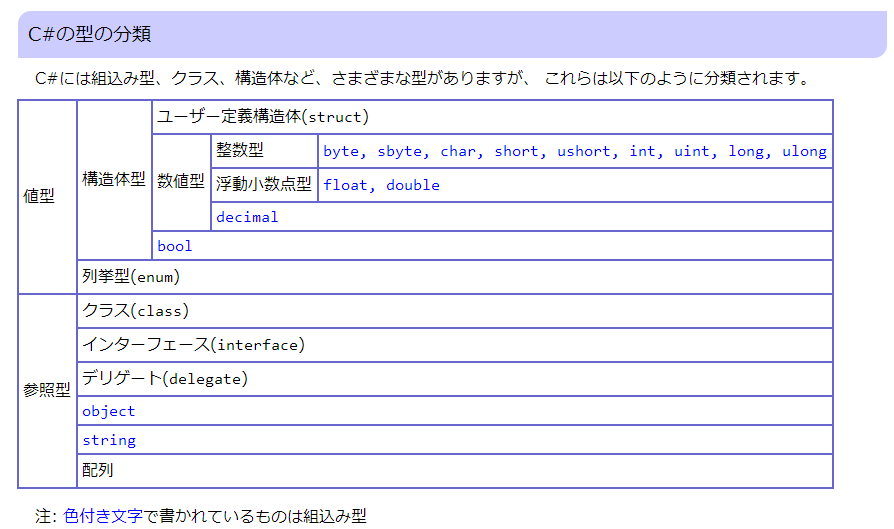 C#の型の分類
C#には組込み型、クラス、構造体など、さまざまな型がありますが、 これらは以下のように分類されます。
値型
構造体型
ユーザー定義構造体(struct)
数値型
整数型
byte, sbyte, char, short, ushort, int, uint, long, ulong
浮動小数点型
float, double
decimal
bool
列挙型(enum)
参照型
クラス(class)
インターフェース(interface)
デリゲート(delegate)
object
string
配列
注: 色付き文字で書かれているものは組込み型